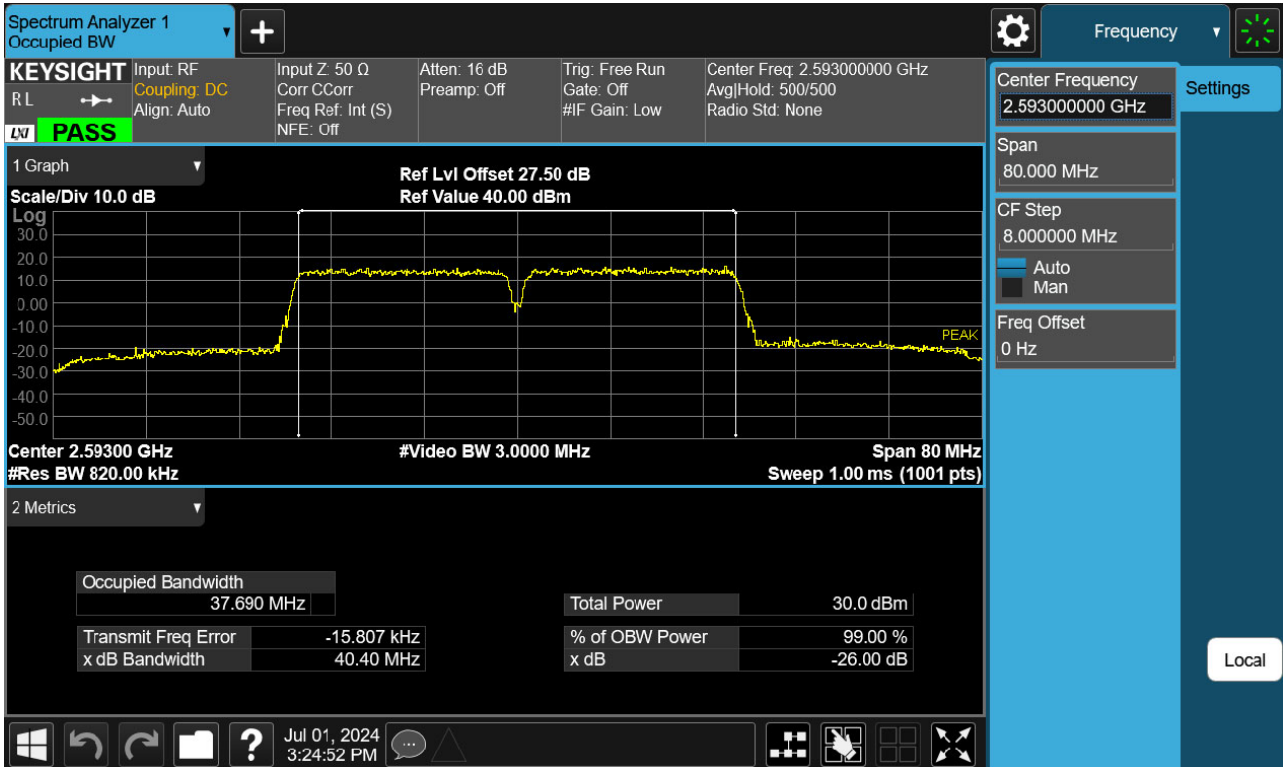 Spectrum Analyzer 1
Occupied BW
▼
+
Frequency
▼
KEYSIGHT
R L
LXI
PASS
Input: RF
Coupling: DC
Align: Auto
Input Z: 50 Ω
Corr CCorr
Freq Ref: Int (S)
NFE: Off
Atten: 16 dB
Preamp: Off
Trig: Free Run
Gate: Off
#IF Gain: Low
Center Freq: 2.593000000 GHz
Avg|Hold: 500/500
Radio Std: None
Center Frequency
2.593000000 GHz
Settings
Span
80.000 MHz
CF Step
8.000000 MHz
Auto
Man
Freq Offset
0 Hz
1 Graph ▼
Scale/Div 10.0 dB
Ref Lvl Offset 27.50 dB
Ref Value 40.00 dBm
Log
30.0
20.0
10.0
0.00
-10.0
-20.0
-30.0
-40.0
-50.0
PEAK
Center 2.59300 GHz
#Video BW 3.0000 MHz
Span 80 MHz
#Res BW 820.00 kHz
Sweep 1.00 ms (1001 pts)
2 Metrics ▼
Occupied Bandwidth
37.690 MHz
Total Power 30.0 dBm
Transmit Freq Error -15.807 kHz
% of OBW Power 99.00 %
x dB Bandwidth 40.40 MHz
x dB -26.00 dB
Local
?
Jul 01, 2024
3:24:52 PM